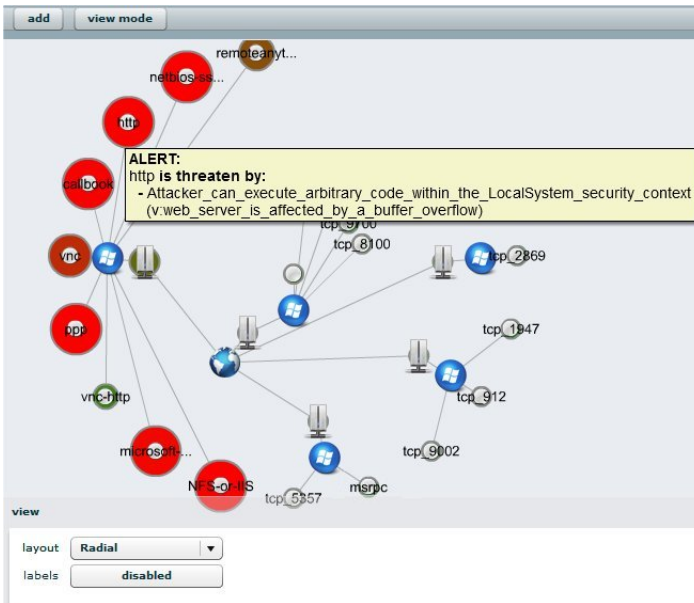 add
view mode
remoteanyt...
netbios-ss...
http
ALERT:
http is threaten by:
- Attacker_can_execute_arbitrary_code_within_the_LocalSystem_security_context
(v:web_server_is_affected_by_a_buffer_overflow)
callbook
tcp_9700
tcp_8100
vnc
tcp_2869
ppp
tcp_1947
vnc-http
tcp_912
microsoft-...
tcp_9002
NFS-or-IIS
tcp_5357
msrpc
view
layout
Radial
labels
disabled